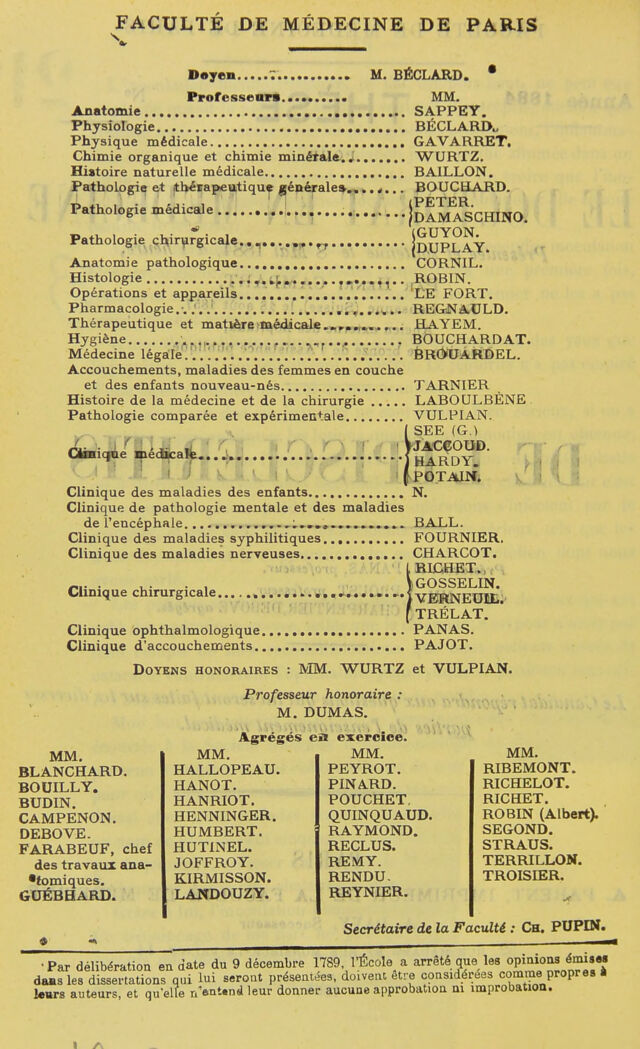 FACULTÉ DE MÉDECINE DE PARIS
Doyen.................. M. BÉCLARD.
Professeurs.......... MM.
Anatomie................................ SAPPEY.
Physiologie............................. BÉCLARD.
Physique médicale....................... GAVARRET.
Chimie organique et chimie minérale......... WURTZ.
Histoire naturelle médicale................ BAILLON.
Pathologie et thérapeutique générales........ BOUCHARD.
Pathologie médicale ...................... { PETER.
DAMASCHINO.
Pathologie chirurgicale................... { GUYON.
DUPLAY.
Anatomie pathologique.................... CORNIL.
Histologie .............................. ROBIN.
Opérations et appareils................... LE FORT.
Pharmacologie........................... REGNAULD.
Thérapeutique et matière médicale.......... HAYEM.
Hygiène................................. BOUCHARDAT.
Médecine légale.......................... BROUARDEL.
Accouchements, maladies des femmes en couche
et des enfants nouveau-nés................ TARNIER
Histoire de la médecine et de la chirurgie ..... LABOULBÈNE
Pathologie comparée et expérimentale........ VULPIAN.
Clinique médicale........................ { SEE (G.)
JACCOUD.
HARDY.
POTAIN.
Clinique des maladies des enfants............ N.
Clinique de pathologie mentale et des maladies
de l'encéphale........................... BALL.
Clinique des maladies syphilitiques........... FOURNIER.
Clinique des maladies nerveuses............. CHARCOT.
Clinique chirurgicale...................... { RICHET.
GOSSELIN.
VERNEUIL.
TRÉLAT.
Clinique ophthalmologique.................. PANAS.
Clinique d'accouchements................... PAJOT.
DOYENS HONORAIRES : MM. WURTZ et VULPIAN.
Professeur honoraire :
M. DUMAS.
Agrégés en exercice.
MM.
BLANCHARD.
BOUILLY.
BUDIN.
CAMPENON.
DEBOVE.
FARABEUF, chef
des travaux ana-
tomiques.
GUÉBHARD.
MM.
HALLOPEAU.
HANOT.
HANRIOT.
HENNINGER.
HUMBERT.
HUTINEL.
JOFFROY.
KIRMISSON.
LANDOUZY.
MM.
PEYROT.
PINARD.
POUCHET.
QUINQUAUD.
RAYMOND.
RECLUS.
REMY.
RENDU.
REYNIER.
MM.
RIBEMONT.
RICHELOT.
RICHET.
ROBIN (Albert).
SEGOND.
STRAUS.
TERRILLON.
TROISIER.
Secrétaire de la Faculté : CH. PUPIN.
Par délibération en date du 9 décembre 1789, l'École a arrêté que les opinions émises
dans les dissertations qui lui seront présentées, doivent être considérées comme propres à
leurs auteurs, et qu'elle n'entend leur donner aucune approbation ni improbation.